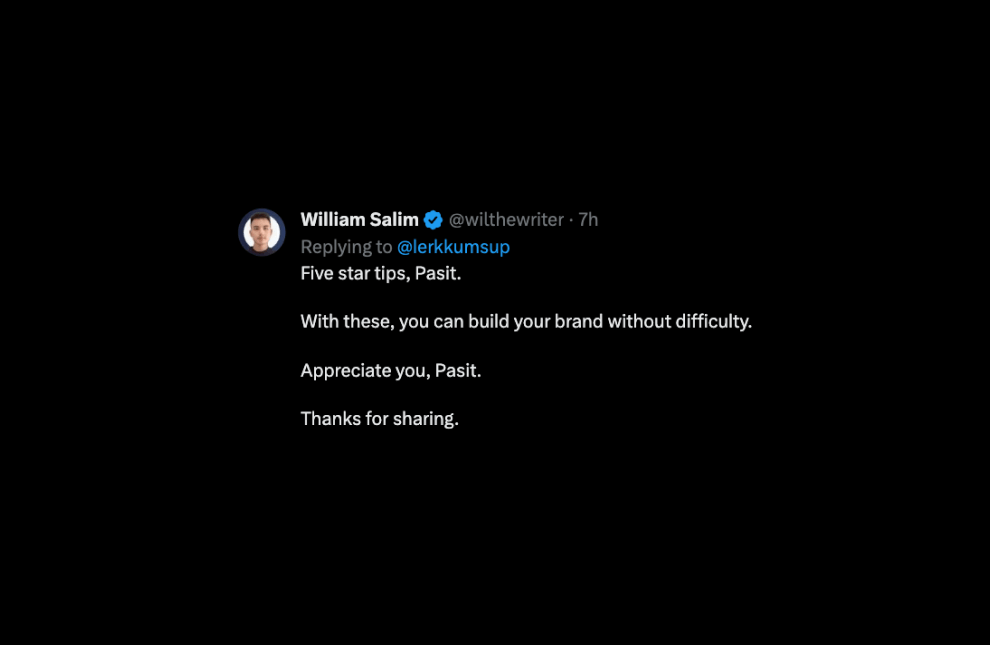 William Salim @wilthewriter · 7h
Replying to @lerkkumsup
Five star tips, Pasit.
With these, you can build your brand without difficulty.
Appreciate you, Pasit.
Thanks for sharing.